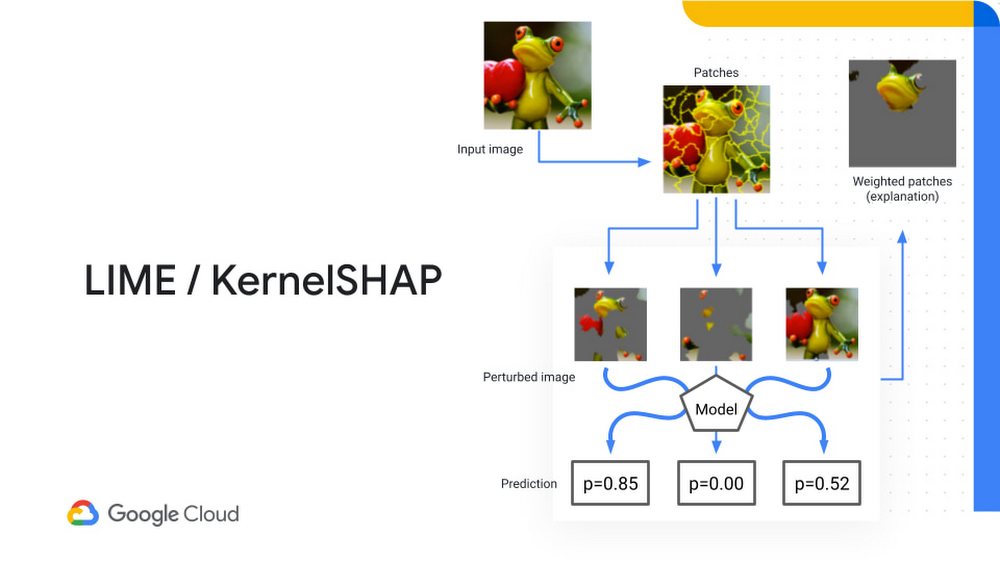 LIME / KernelSHAP
Input image
Patches
Weighted patches
(explanation)
Perturbed image
Model
Prediction
p=0.85
p=0.00
p=0.52
Google Cloud